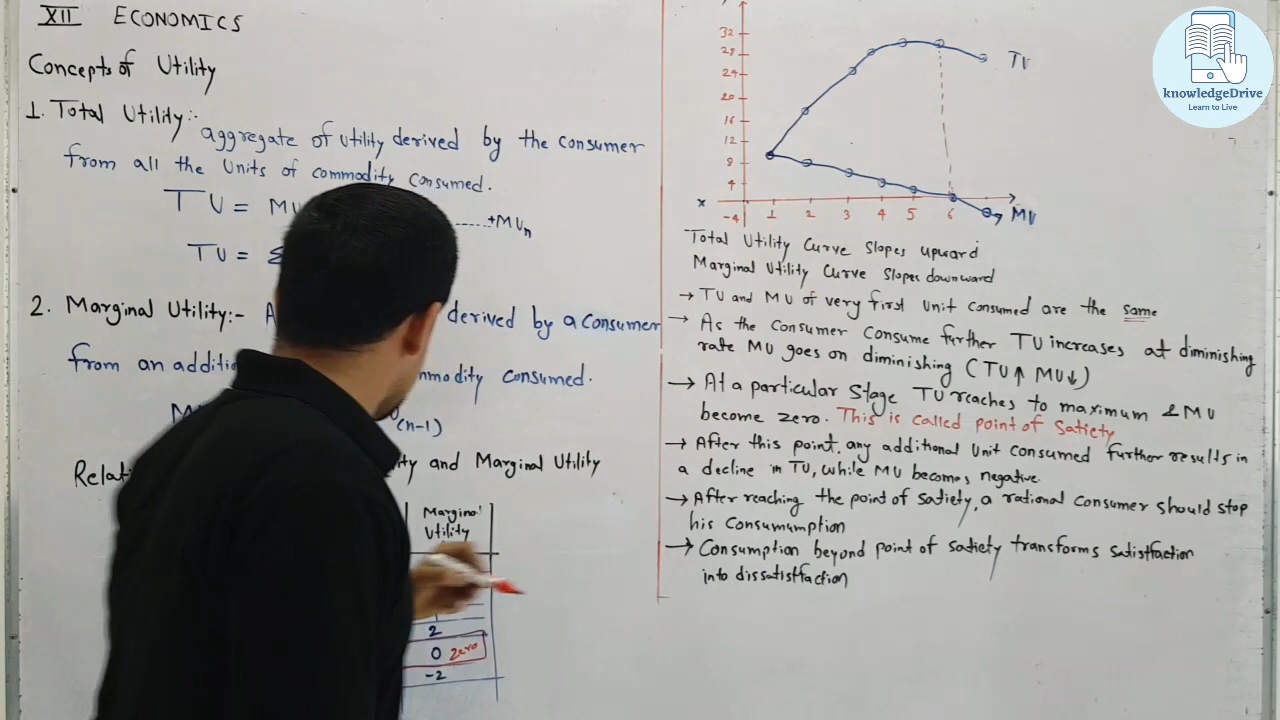 XII ECONOMICS
Concepts of Utility
1. Total Utility:-
aggregate of utility derived by the consumer
from all the units of commodity consumed.
TU = MU
+MUn
TU = Σ
2. Marginal Utility:- A
derived by a consumer
from an additi
mmodity consumed.
M
(n-1)
Relati
ity and Marginal Utility
Marginal
Utility
2
0 zero
-2
32
28
24
20
16
12
8
4
x
-4
1 2 3 4 5 6
TU
MU
Total Utility Curve Slopes upward
Marginal Utility Curve slopes downward
→ TU and MU of very first unit consumed are the same
→ As the consumer consume further TU increases at diminishing
rate MU goes on diminishing (TU↑ MU↓)
→ At a particular stage TU reaches to maximum & MU
become zero. This is called point of Satiety
→ After this point, any additional unit consumed further results in
a decline in TU, while MU becomes negative.
→ After reaching the point of satiety, a rational consumer should stop
his Consumumption
→ Consumption beyond point of satiety transforms satistfaction
into dissatistfaction
knowledgeDrive
Learn to Live